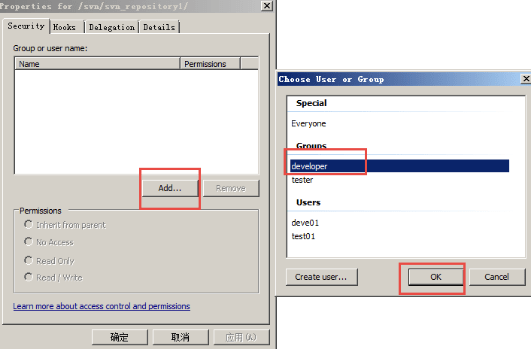 Properties for /svn/svn_repository1/
Security Hooks Delegation Details
Group or user name:
Name Permissions
Add... Remove
Permissions
Inherit from parent
No Access
Read Only
Read / Write
Learn more about access control and permissions
确定 取消 应用(A)
Choose User or Group
Special
Everyone
Groups
developer
tester
Users
deve01
test01
Create user... OK Cancel